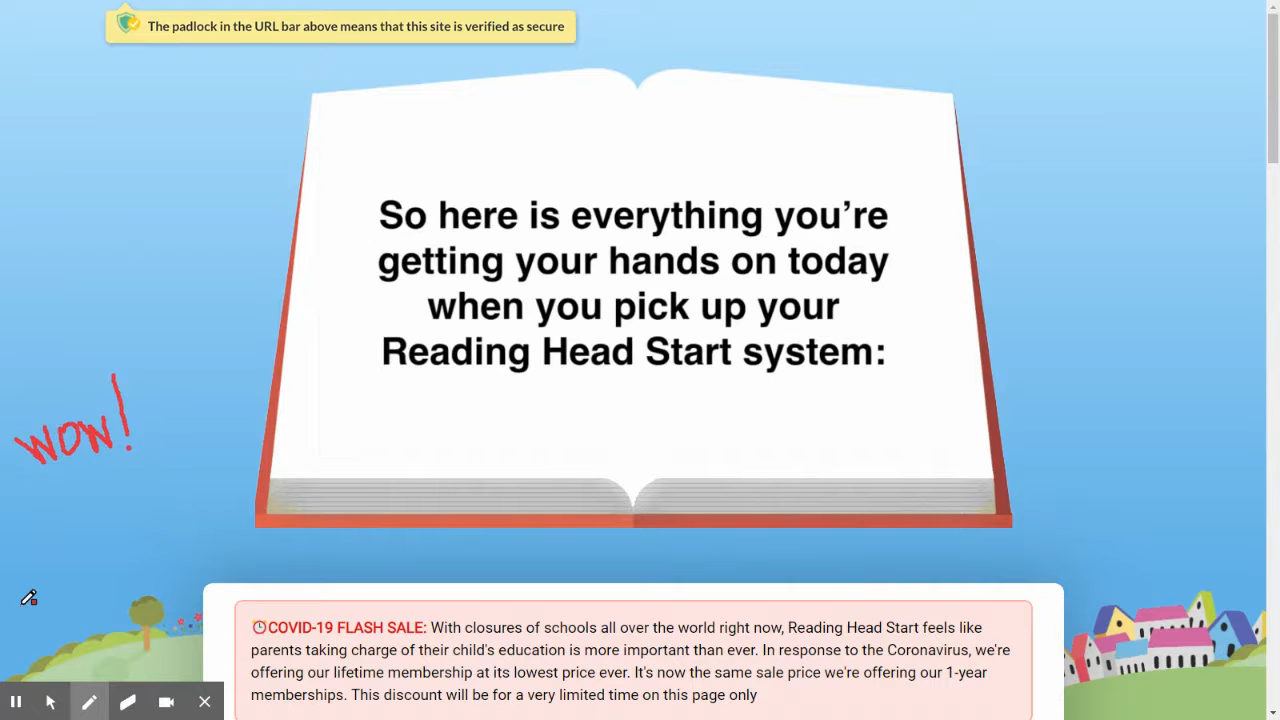 The padlock in the URL bar above means that this site is verified as secure
So here is everything you’re
getting your hands on today
when you pick up your
Reading Head Start system:
wow!
COVID-19 FLASH SALE: With closures of schools all over the world right now, Reading Head Start feels like
parents taking charge of their child's education is more important than ever. In response to the Coronavirus, we're
offering our lifetime membership at its lowest price ever. It's now the same sale price we're offering our 1-year
memberships. This discount will be for a very limited time on this page only